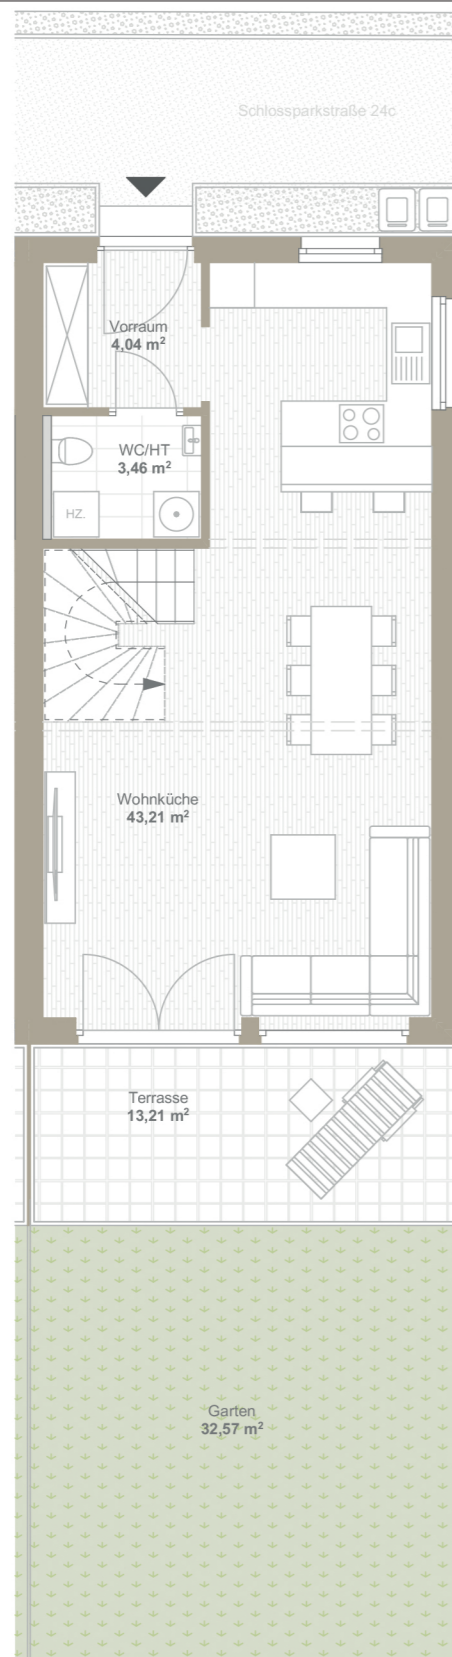 Schlossparkstraße 24c
Vorraum
4,04 m²
WC/HT
3,46 m²
HZ.
Wohnküche
43,21 m²
Terrasse
13,21 m²
Garten
32,57 m²